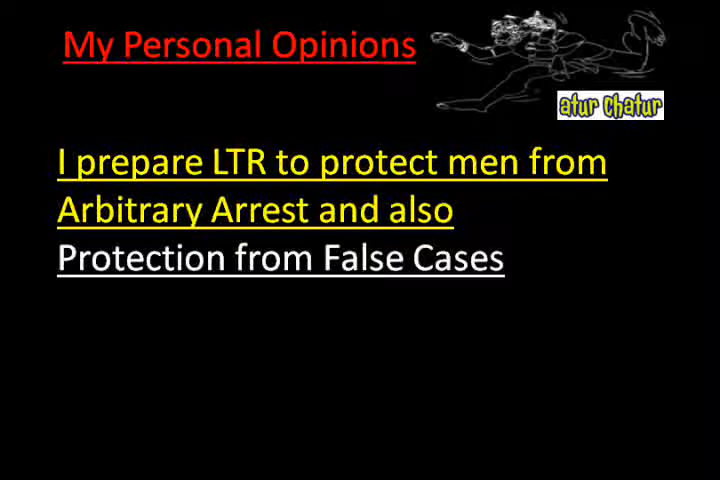 My Personal Opinions
atur chatur
I prepare LTR to protect men from
Arbitrary Arrest and also
Protection from False Cases